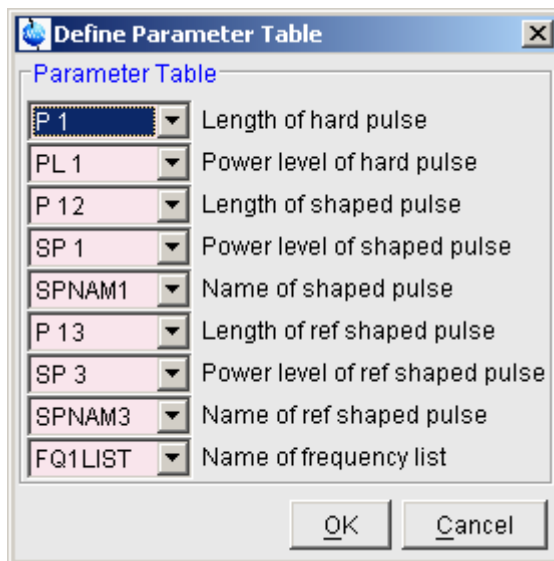 Define Parameter Table
Parameter Table
P 1 Length of hard pulse
PL 1 Power level of hard pulse
P 12 Length of shaped pulse
SP 1 Power level of shaped pulse
SPNAM1 Name of shaped pulse
P 13 Length of ref shaped pulse
SP 3 Power level of ref shaped pulse
SPNAM3 Name of ref shaped pulse
FQ1LIST Name of frequency list
OK Cancel